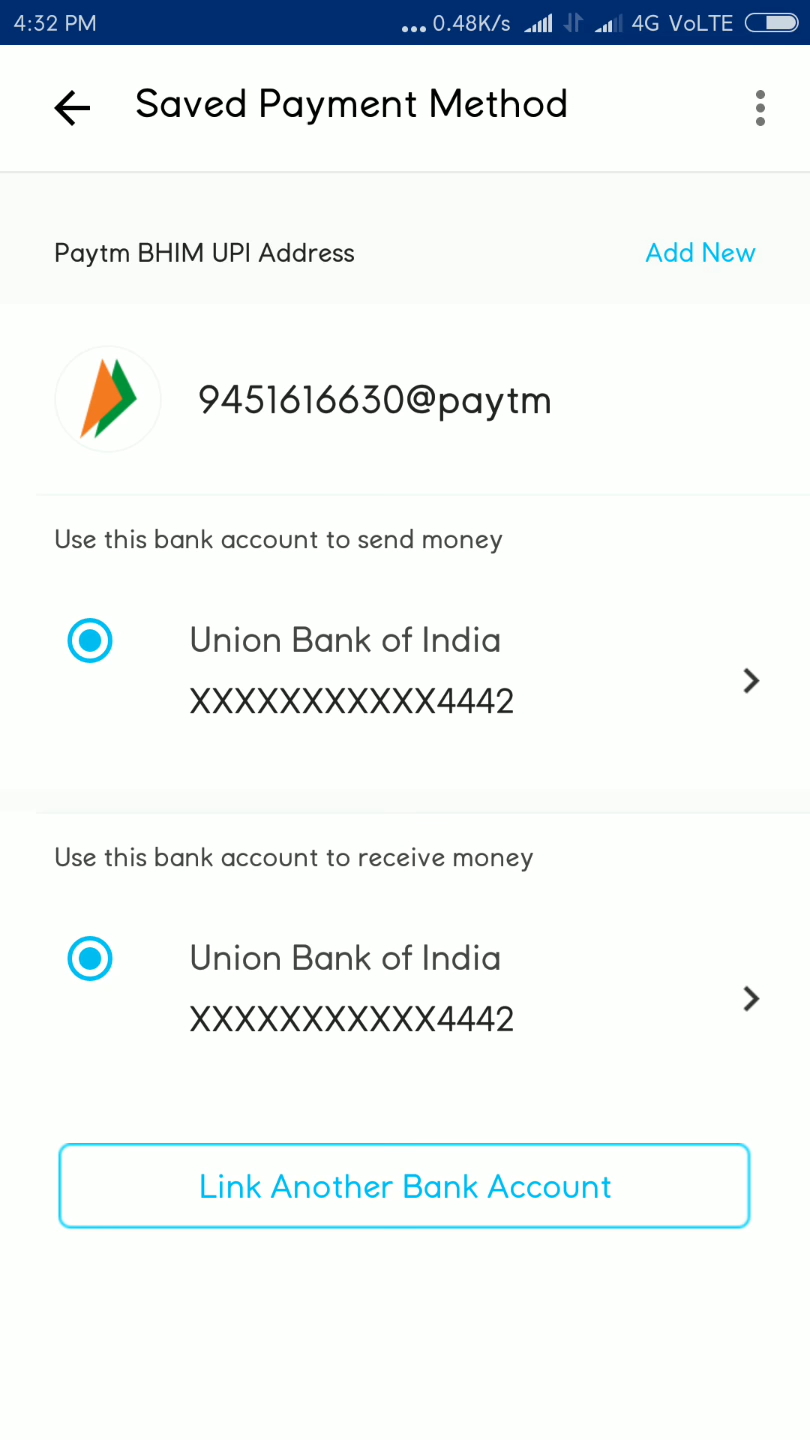 4:32 PM ... 0.48K/s 4G VoLTE
Saved Payment Method
Paytm BHIM UPI Address Add New
9451616630@paytm
Use this bank account to send money
Union Bank of India
XXXXXXXXXXX4442
Use this bank account to receive money
Union Bank of India
XXXXXXXXXXX4442
Link Another Bank Account